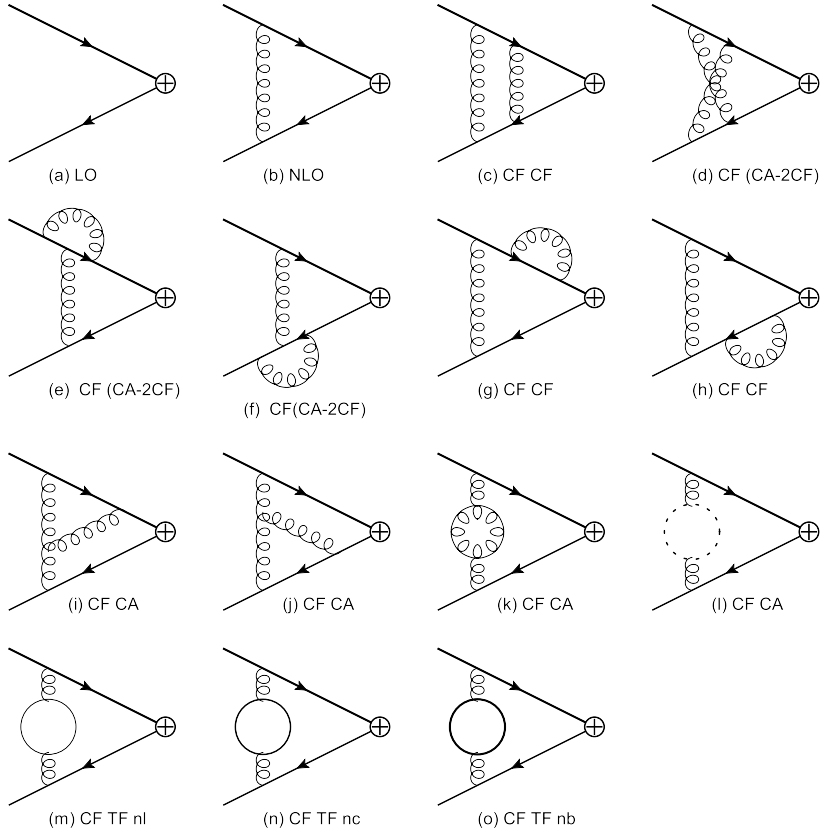 (a) LO
(b) NLO
(c) CF CF
(d) CF (CA-2CF)
(e) CF (CA-2CF)
(f) CF(CA-2CF)
(g) CF CF
(h) CF CF
(i) CF CA
(j) CF CA
(k) CF CA
(l) CF CA
(m) CF TF nl
(n) CF TF nc
(o) CF TF nb